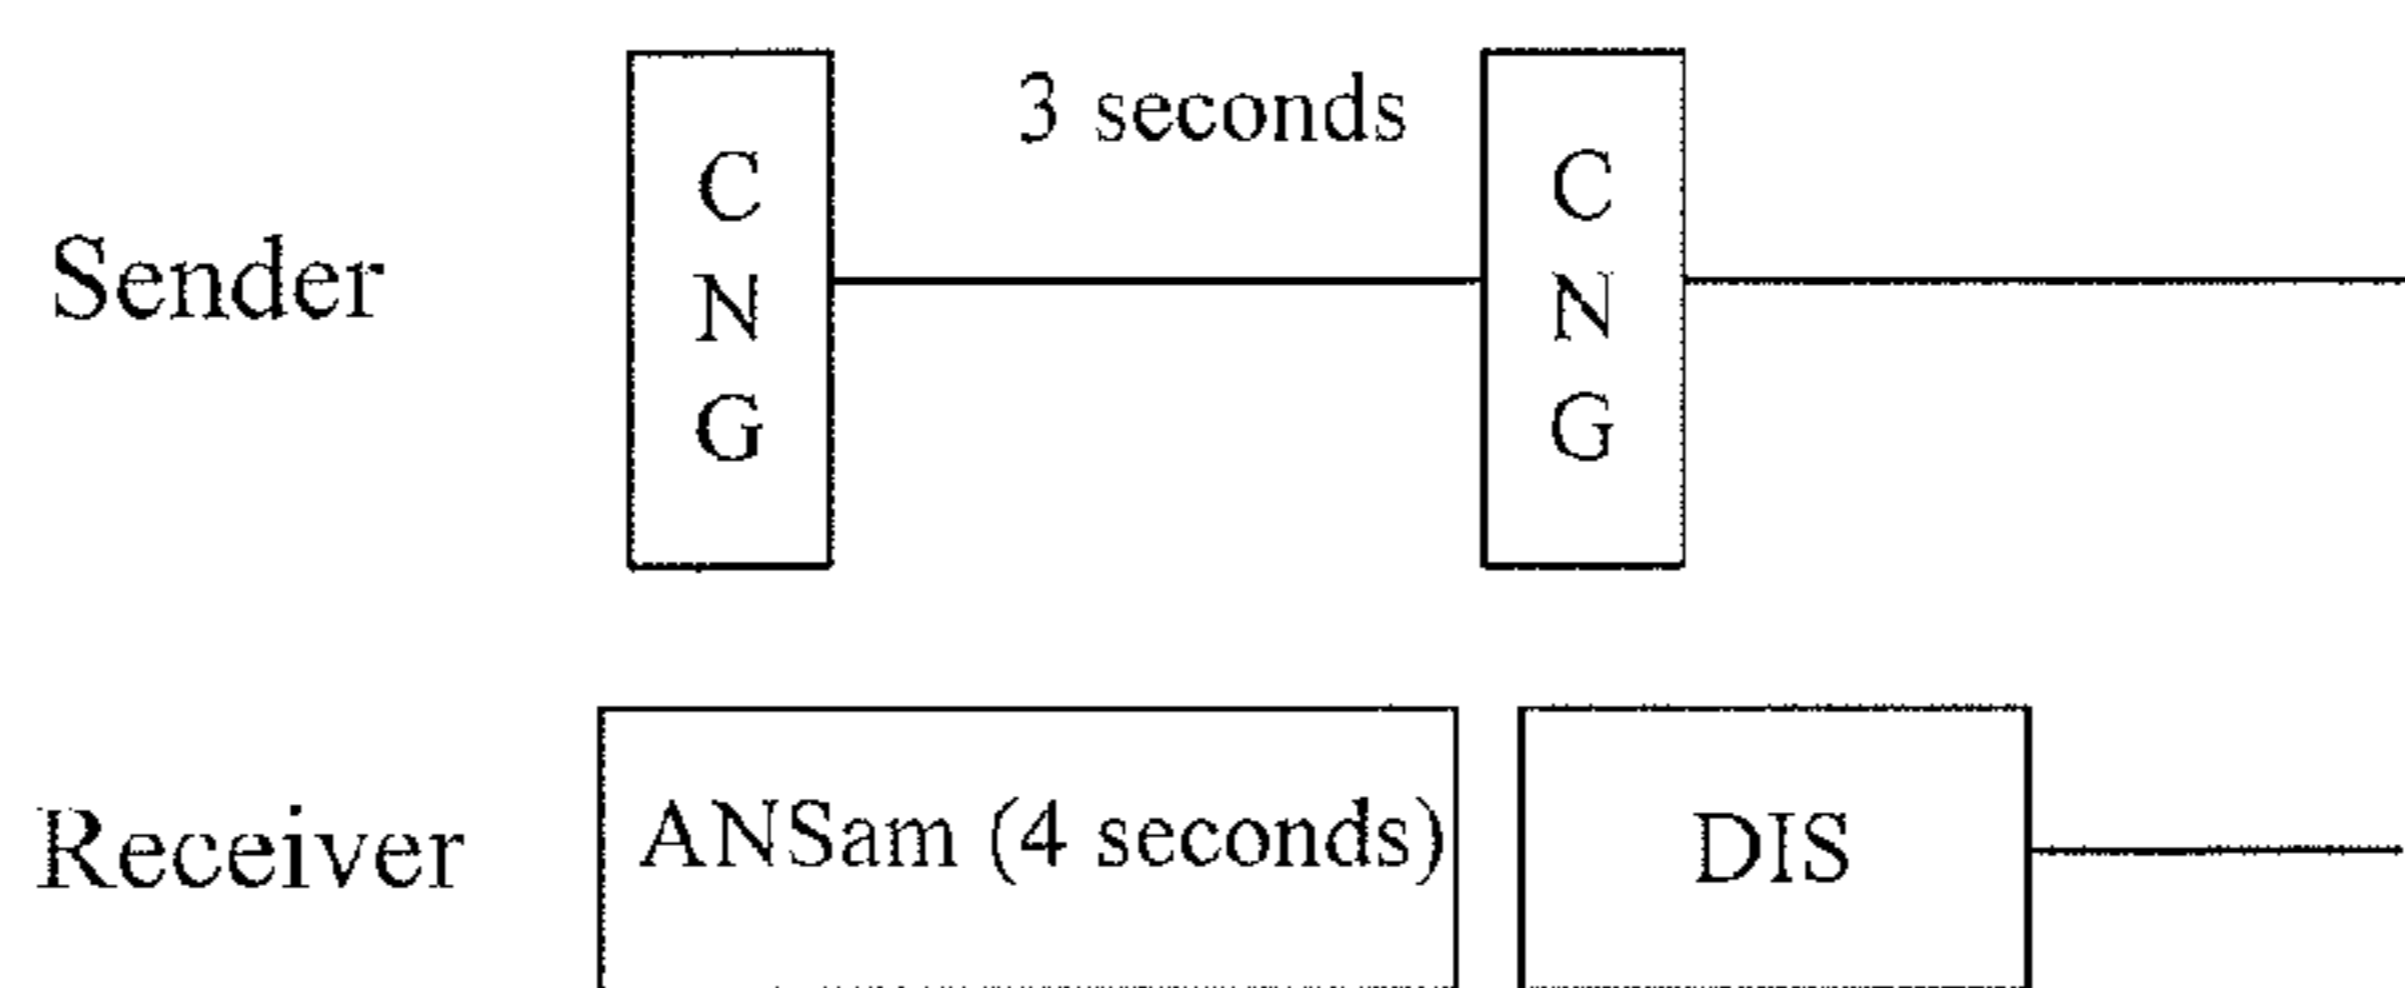 3 seconds
C
N
G
C
N
G
Sender
ANSam (4 seconds)
DIS
Receiver